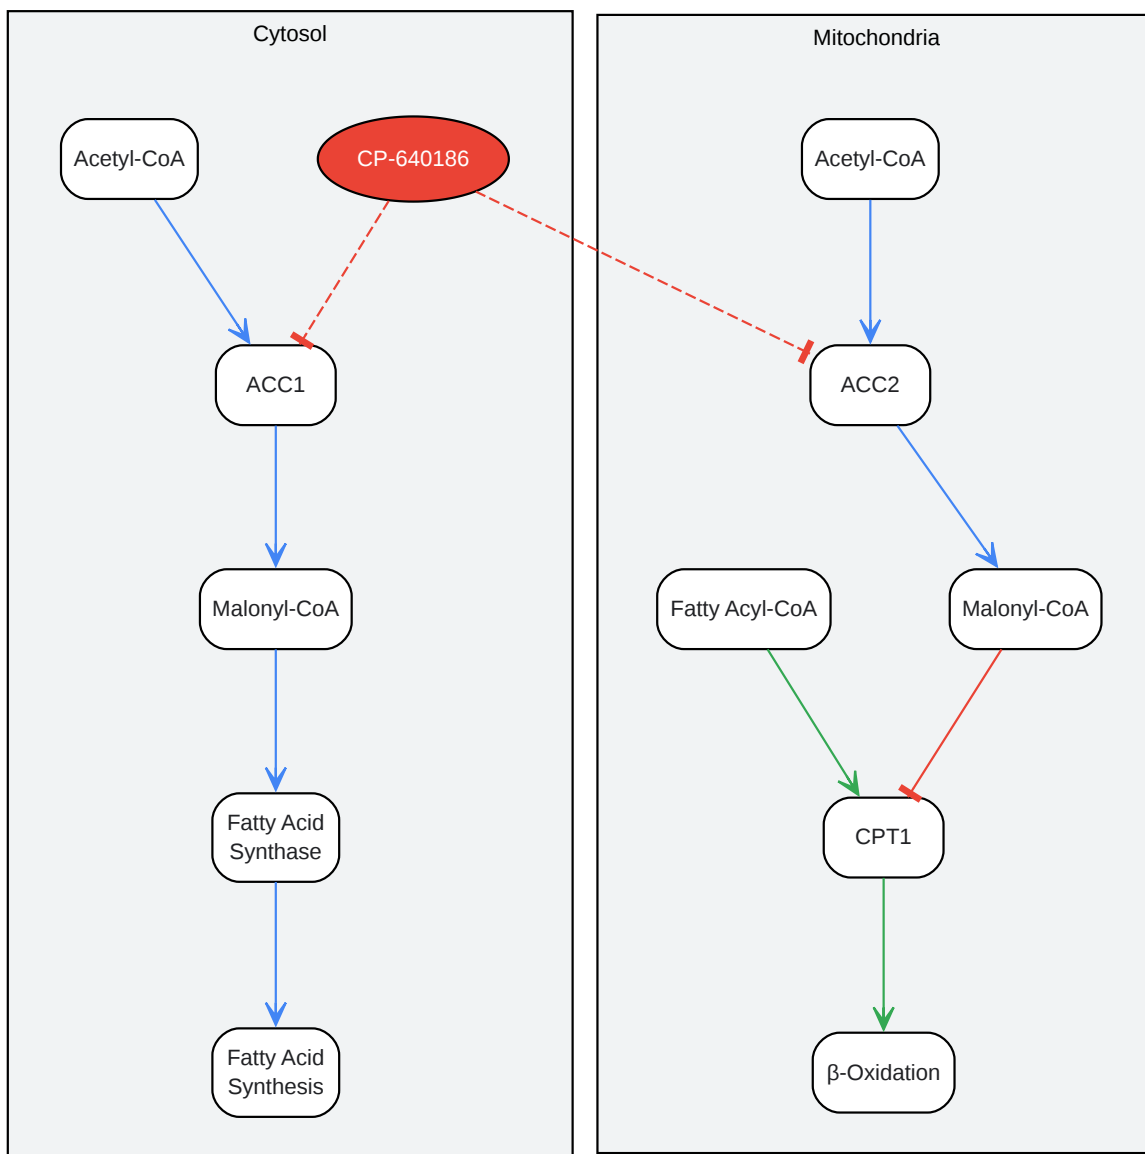 Cytosol
Acetyl-CoA
CP-640186
ACC1
Malonyl-CoA
Fatty Acid
Synthase
Fatty Acid
Synthesis
Mitochondria
Acetyl-CoA
ACC2
Fatty Acyl-CoA
Malonyl-CoA
CPT1
β-Oxidation